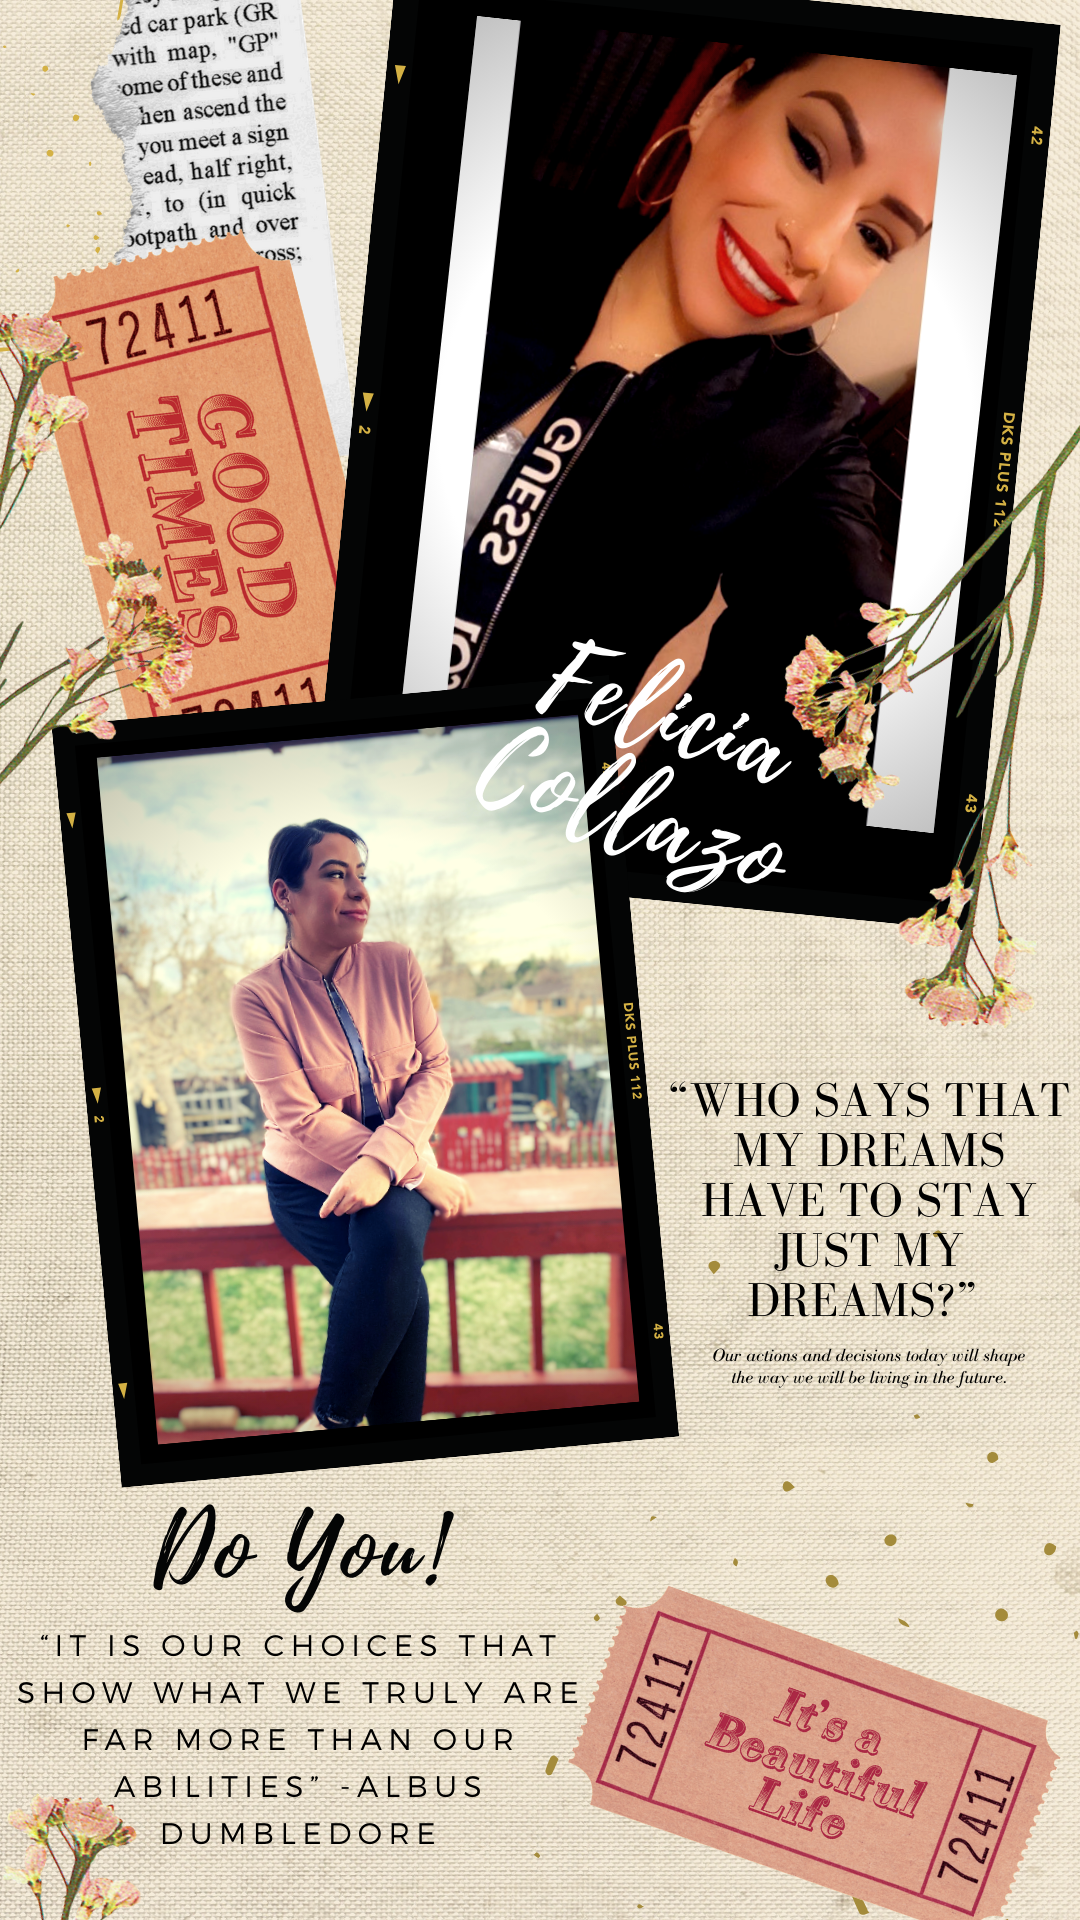 ed car park (GR
with map, "GP"
ome of these and
hen ascend the
you meet a sign
ead, half right,
, to (in quick
ootpath and over
ross;
72411
GOOD
TIMES
72411
42
2
DKS PLUS 112
GUESS
43
Felicia
Collazo
DKS PLUS 112
2
43
“WHO SAYS THAT
MY DREAMS
HAVE TO STAY
JUST MY
DREAMS?”
Our actions and decisions today will shape
the way we will be living in the future.
Do You!
“IT IS OUR CHOICES THAT
SHOW WHAT WE TRULY ARE
FAR MORE THAN OUR
ABILITIES” -ALBUS
DUMBLEDORE
72411
It's a
Beautiful
Life
72411